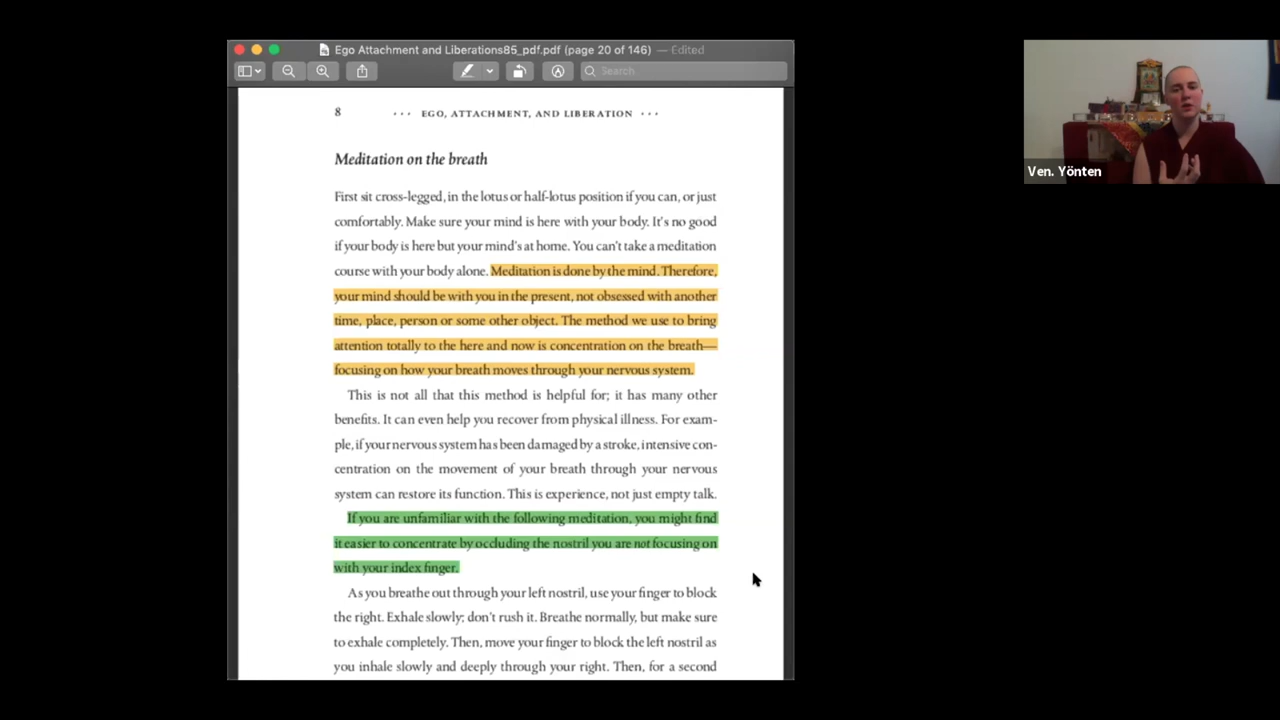 Ego Attachment and Liberations85_pdf.pdf (page 20 of 146) — Edited
Search
8
··· EGO, ATTACHMENT, AND LIBERATION ···
Meditation on the breath
First sit cross-legged, in the lotus or half-lotus position if you can, or just
comfortably. Make sure your mind is here with your body. It's no good
if your body is here but your mind's at home. You can't take a meditation
course with your body alone. Meditation is done by the mind. Therefore,
your mind should be with you in the present, not obsessed with another
time, place, person or some other object. The method we use to bring
attention totally to the here and now is concentration on the breath—
focusing on how your breath moves through your nervous system.
This is not all that this method is helpful for; it has many other
benefits. It can even help you recover from physical illness. For exam-
ple, if your nervous system has been damaged by a stroke, intensive con-
centration on the movement of your breath through your nervous
system can restore its function. This is experience, not just empty talk.
If you are unfamiliar with the following meditation, you might find
it easier to concentrate by occluding the nostril you are not focusing on
with your index finger.
As you breathe out through your left nostril, use your finger to block
the right. Exhale slowly; don't rush it. Breathe normally, but make sure
to exhale completely. Then, move your finger to block the left nostril as
you inhale slowly and deeply through your right. Then, for a second
Ven. Yönten